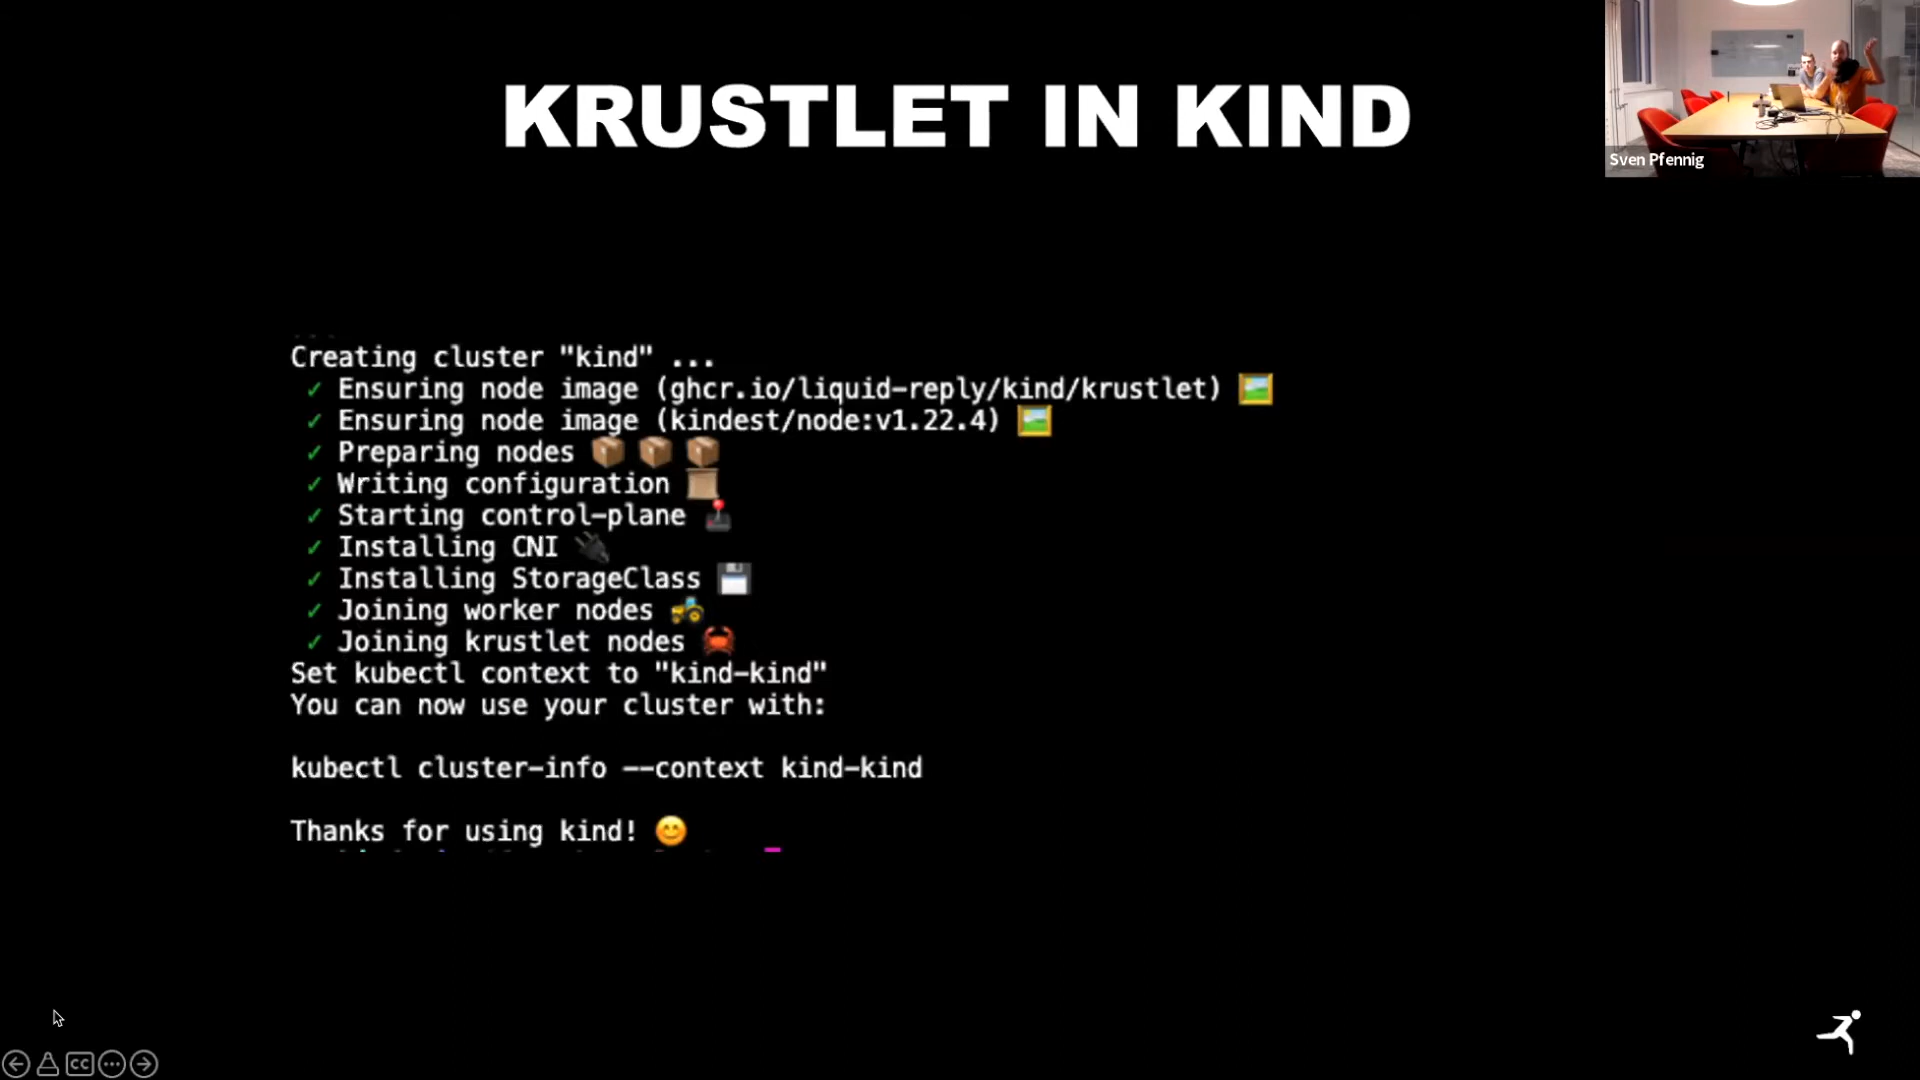 KRUSTLET IN KIND
Sven Pfennig
Creating cluster "kind" ...
✓ Ensuring node image (ghcr.io/liquid-reply/kind/krustlet) 🖼️
✓ Ensuring node image (kindest/node:v1.22.4) 🖼️
✓ Preparing nodes 📦 📦 📦
✓ Writing configuration 📜
✓ Starting control-plane 🕹️
✓ Installing CNI 🔌
✓ Installing StorageClass 💾
✓ Joining worker nodes 🚜
✓ Joining krustlet nodes 🦀
Set kubectl context to "kind-kind"
You can now use your cluster with:
kubectl cluster-info --context kind-kind
Thanks for using kind! 😊
CC